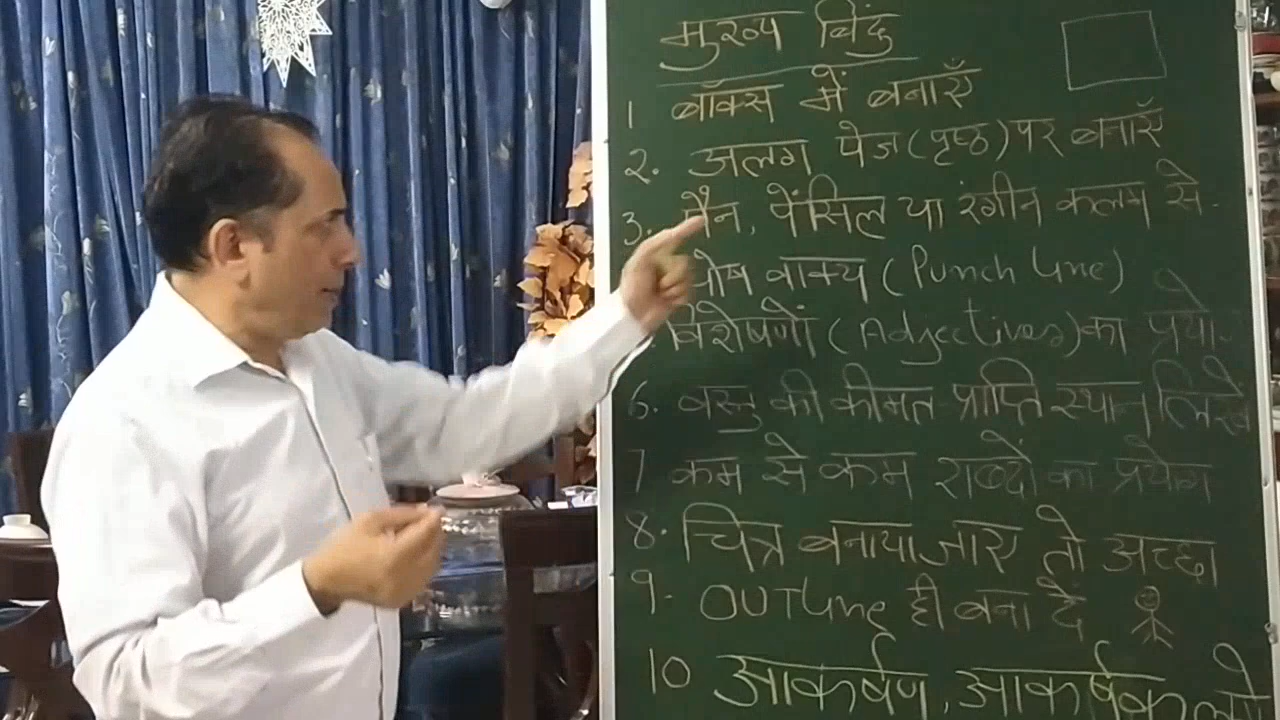 मुख्य बिंदु
1 बॉक्स में बनाएँ
2. अलग पेज (पृष्ठ) पर बनाएँ
3. पैन, पेंसिल या रंगीन कलम से
वाक्य (Punch Line)
विशेषणों (Adjectives) का
6. वस्तु की कीमत प्राप्ति स्थान लिखें
7 कम से कम शब्दों का प्रयोग
8. चित्र बनाया जाए तो अच्छा
9. OUTLine ही बना दें
10 आकर्षण, आकर्षक